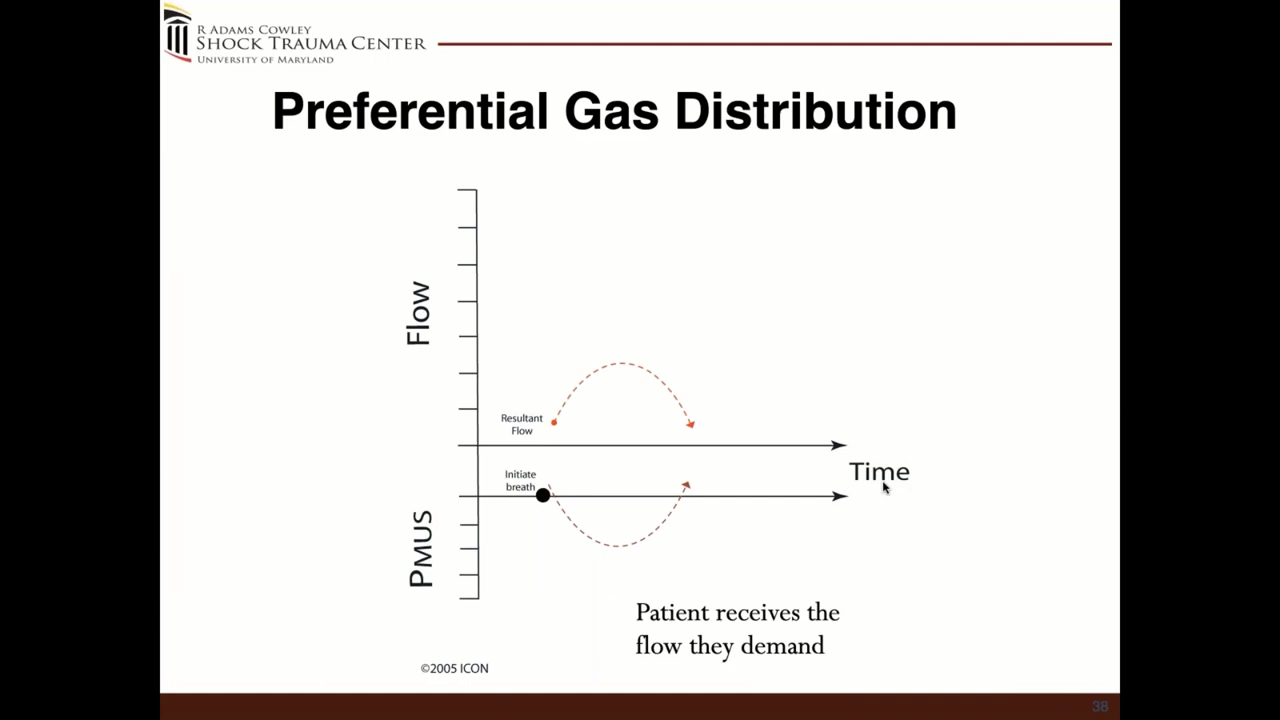 R ADAMS COWLEY
SHOCK TRAUMA CENTER
UNIVERSITY OF MARYLAND
Preferential Gas Distribution
Flow
Resultant
Flow
Time
Initiate
breath
PMUS
Patient receives the
flow they demand
©2005 ICON
38